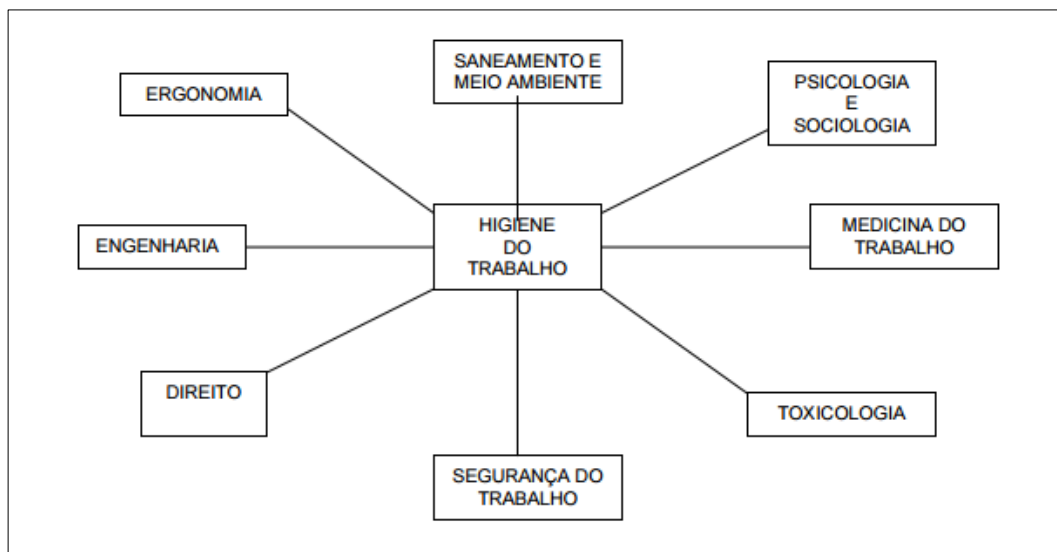 SANEAMENTO E
MEIO AMBIENTE
ERGONOMIA
PSICOLOGIA
E
SOCIOLOGIA
ENGENHARIA
HIGIENE
DO
TRABALHO
MEDICINA DO
TRABALHO
DIREITO
TOXICOLOGIA
SEGURANÇA DO
TRABALHO